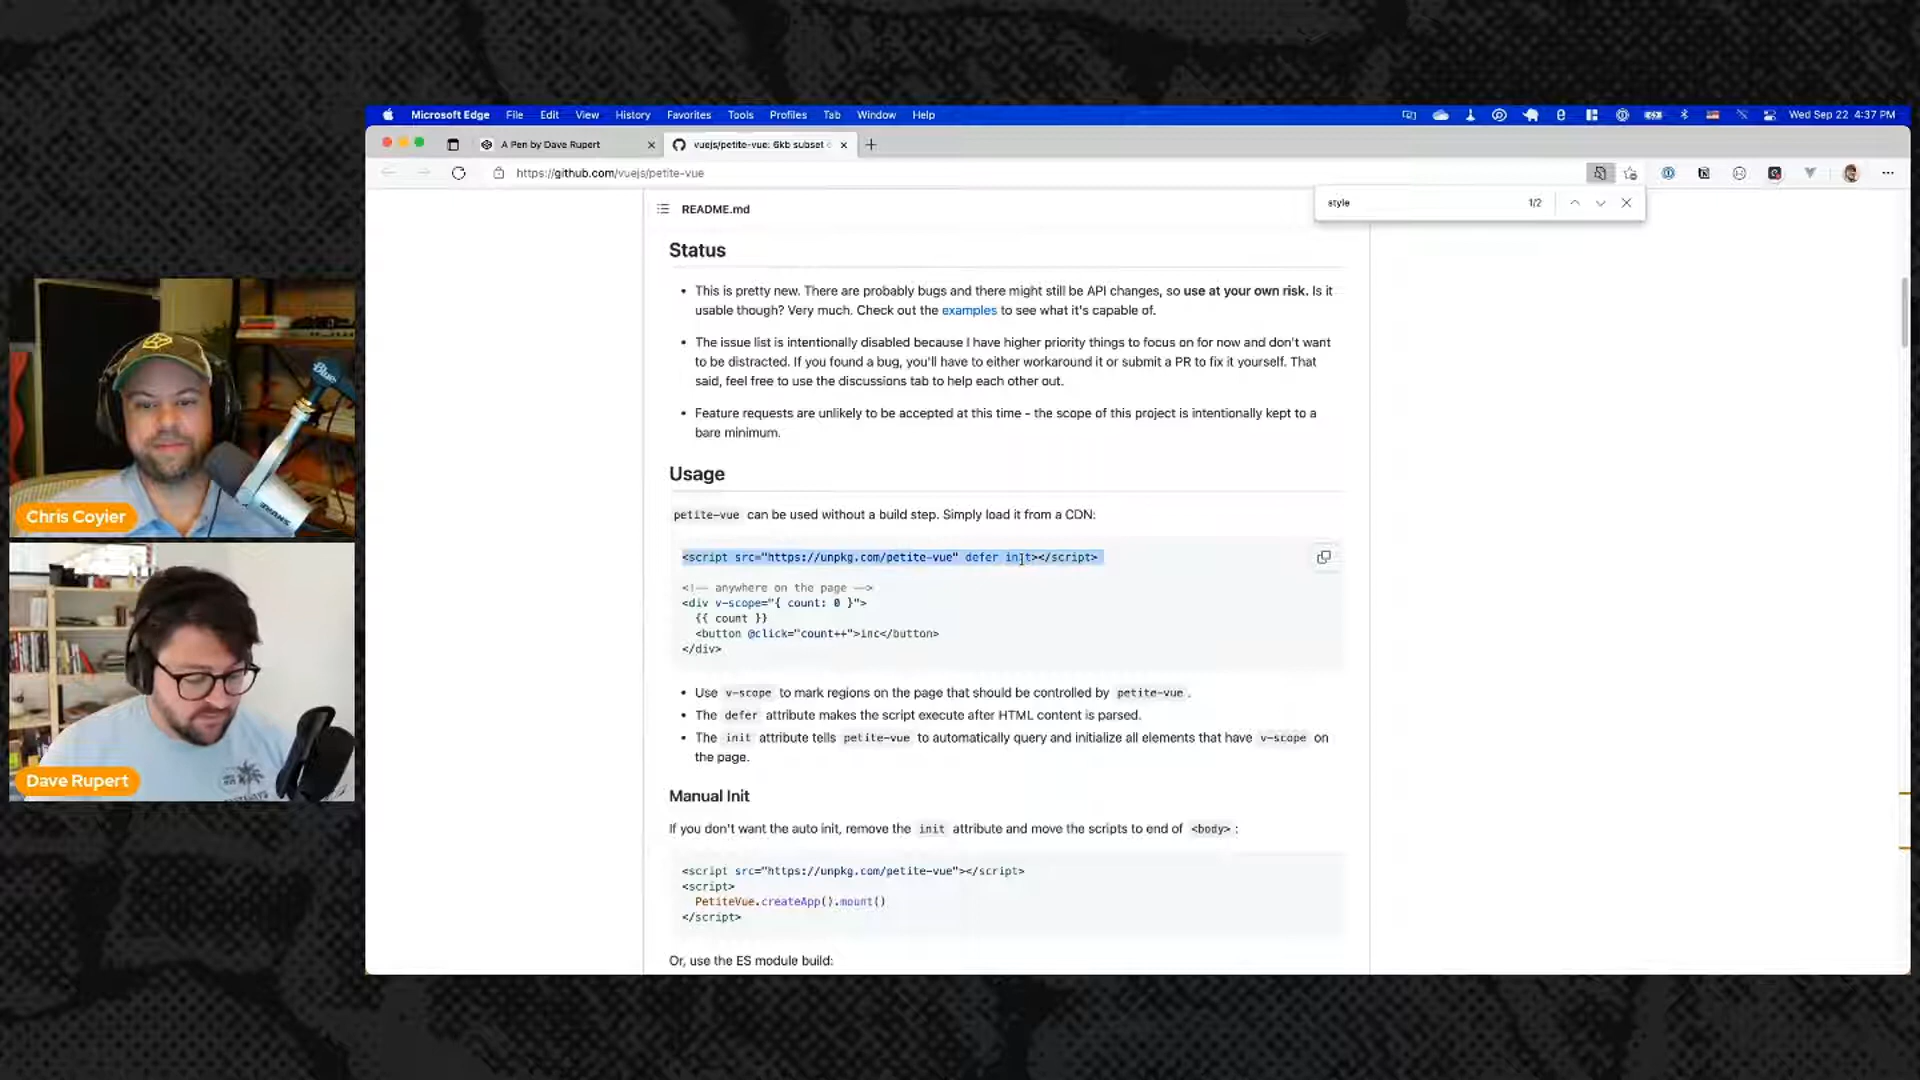 Microsoft Edge File Edit View History Favorites Tools Profiles Tab Window Help Wed Sep 22 4:37 PM
A Pen by Dave Rupert
vuejs/petite-vue: 6kb subset
https://github.com/vuejs/petite-vue
style 1/2
README.md
Status
• This is pretty new. There are probably bugs and there might still be API changes, so use at your own risk. Is it
usable though? Very much. Check out the examples to see what it's capable of.
• The issue list is intentionally disabled because I have higher priority things to focus on for now and don't want
to be distracted. If you found a bug, you'll have to either workaround it or submit a PR to fix it yourself. That
said, feel free to use the discussions tab to help each other out.
• Feature requests are unlikely to be accepted at this time - the scope of this project is intentionally kept to a
bare minimum.
Usage
petite-vue can be used without a build step. Simply load it from a CDN:
<script src="https://unpkg.com/petite-vue" defer init></script>
<!-- anywhere on the page -->
<div v-scope="{ count: 0 }">
{{ count }}
<button @click="count++">inc</button>
</div>
• Use v-scope to mark regions on the page that should be controlled by petite-vue.
• The defer attribute makes the script execute after HTML content is parsed.
• The init attribute tells petite-vue to automatically query and initialize all elements that have v-scope on
the page.
Manual Init
If you don't want the auto init, remove the init attribute and move the scripts to end of <body>:
<script src="https://unpkg.com/petite-vue"></script>
<script>
PetiteVue.createApp().mount()
</script>
Or, use the ES module build:
Blue
Chris Coyier
Dave Rupert